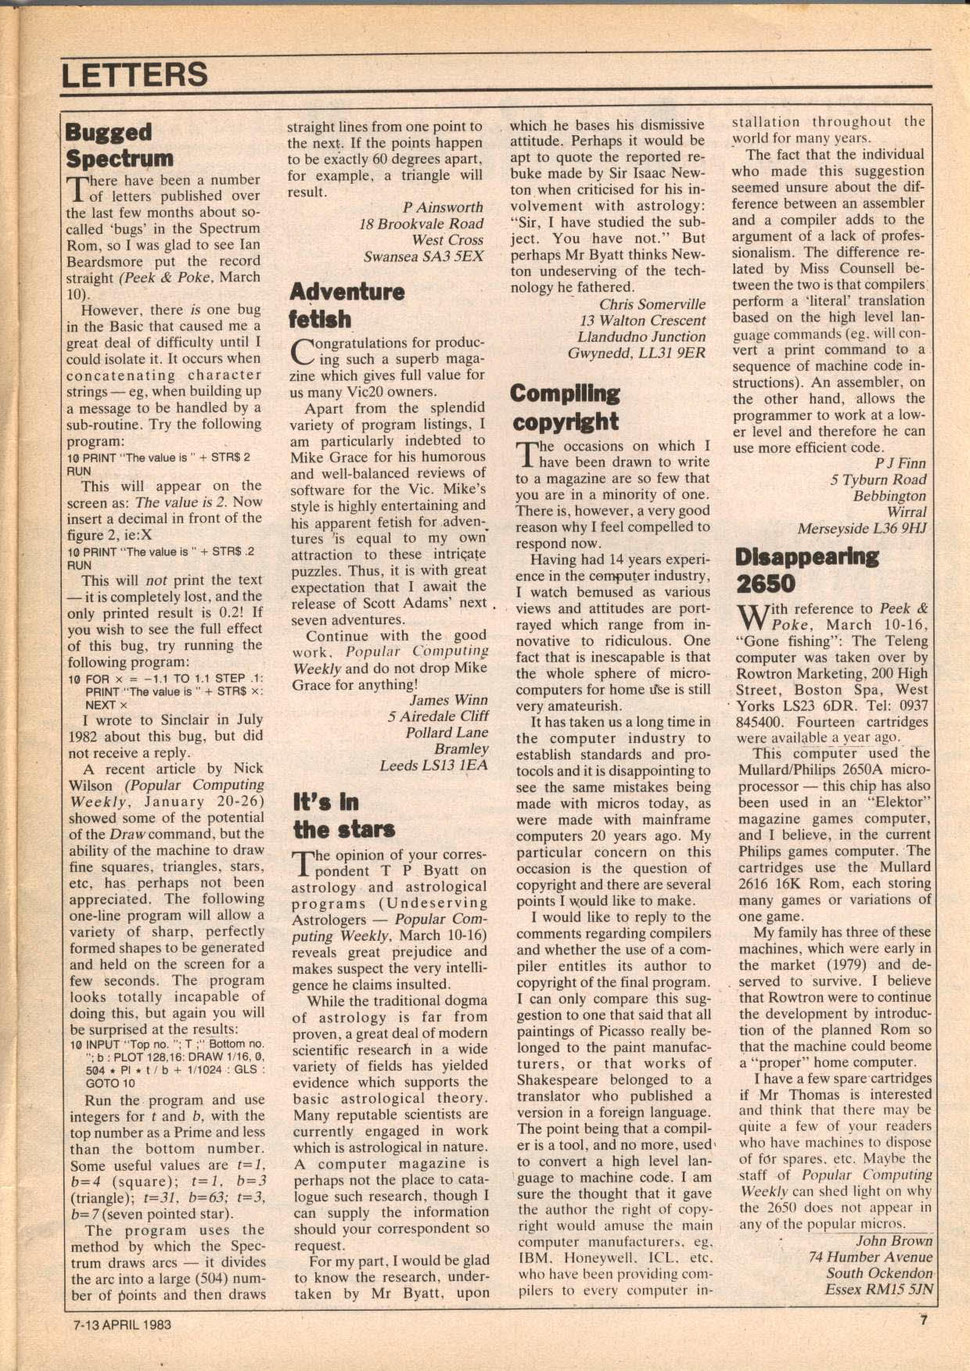 LETTERS
Bugged
Spectrum
There have been a number
of letters published over
the last few months about so-
called 'bugs' in the Spectrum
Rom, so I was glad to see Ian
Beardsmore put the record
straight (Peek & Poke, March
10).
However, there is one bug
in the Basic that caused me a
great deal of difficulty until I
could isolate it. It occurs when
concatenating character
strings — eg, when building up
a message to be handled by a
sub-routine. Try the following
program:
10 PRINT "The value is " + STR$ 2
RUN
This will appear on the
screen as: The value is 2. Now
insert a decimal in front of the
figure 2, ie:X
10 PRINT "The value is " + STR$ .2
RUN
This will not print the text
— it is completely lost, and the
only printed result is 0.2! If
you wish to see the full effect
of this bug, try running the
following program:
10 FOR × = −1.1 TO 1.1 STEP .1:
PRINT "The value is " + STR$ ×:
NEXT ×
I wrote to Sinclair in July
1982 about this bug, but did
not receive a reply.
A recent article by Nick
Wilson (Popular Computing
Weekly, January 20-26)
showed some of the potential
of the Draw command, but the
ability of the machine to draw
fine squares, triangles, stars,
etc, has perhaps not been
appreciated. The following
one-line program will allow a
variety of sharp, perfectly
formed shapes to be generated
and held on the screen for a
few seconds. The program
looks totally incapable of
doing this, but again you will
be surprised at the results:
10 INPUT "Top no. "; T ;" Bottom no.
"; b : PLOT 128,16: DRAW 1/16, 0,
504 ⋆ PI ⋆ t / b + 1/1024 : GLS :
GOTO 10
Run the program and use
integers for t and b, with the
top number as a Prime and less
than the bottom number.
Some useful values are t=1,
b=4 (square); t=1, b=3
(triangle); t=31, b=63; t=3,
b=7 (seven pointed star).
The program uses the
method by which the Spec-
trum draws arcs — it divides
the arc into a large (504) num-
ber of points and then draws
straight lines from one point to
the next. If the points happen
to be exactly 60 degrees apart,
for example, a triangle will
result.
P Ainsworth
18 Brookvale Road
West Cross
Swansea SA3 5EX
Adventure
fetish
Congratulations for produc-
ing such a superb maga-
zine which gives full value for
us many Vic20 owners.
Apart from the splendid
variety of program listings, I
am particularly indebted to
Mike Grace for his humorous
and well-balanced reviews of
software for the Vic. Mike's
style is highly entertaining and
his apparent fetish for adven-
tures is equal to my own
attraction to these intricate
puzzles. Thus, it is with great
expectation that I await the
release of Scott Adams' next
seven adventures.
Continue with the good
work, Popular Computing
Weekly and do not drop Mike
Grace for anything!
James Winn
5 Airedale Cliff
Pollard Lane
Bramley
Leeds LS13 1EA
It's in
the stars
The opinion of your corres-
pondent T P Byatt on
astrology and astrological
programs (Undeserving
Astrologers — Popular Com-
puting Weekly, March 10-16)
reveals great prejudice and
makes suspect the very intelli-
gence he claims insulted.
While the traditional dogma
of astrology is far from
proven, a great deal of modern
scientific research in a wide
variety of fields has yielded
evidence which supports the
basic astrological theory.
Many reputable scientists are
currently engaged in work
which is astrological in nature.
A computer magazine is
perhaps not the place to cata-
logue such research, though I
can supply the information
should your correspondent so
request.
For my part, I would be glad
to know the research, under-
taken by Mr Byatt, upon
which he bases his dismissive
attitude. Perhaps it would be
apt to quote the reported re-
buke made by Sir Isaac New-
ton when criticised for his in-
volvement with astrology:
"Sir, I have studied the sub-
ject. You have not." But
perhaps Mr Byatt thinks New-
ton undeserving of the tech-
nology he fathered.
Chris Somerville
13 Walton Crescent
Llandudno Junction
Gwynedd, LL31 9ER
Compiling
copyright
The occasions on which I
have been drawn to write
to a magazine are so few that
you are in a minority of one.
There is, however, a very good
reason why I feel compelled to
respond now.
Having had 14 years experi-
ence in the computer industry,
I watch bemused as various
views and attitudes are port-
rayed which range from in-
novative to ridiculous. One
fact that is inescapable is that
the whole sphere of micro-
computers for home use is still
very amateurish.
It has taken us a long time in
the computer industry to
establish standards and pro-
tocols and it is disappointing to
see the same mistakes being
made with micros today, as
were made with mainframe
computers 20 years ago. My
particular concern on this
occasion is the question of
copyright and there are several
points I would like to make.
I would like to reply to the
comments regarding compilers
and whether the use of a com-
piler entitles its author to
copyright of the final program.
I can only compare this sug-
gestion to one that said that all
paintings of Picasso really be-
longed to the paint manufac-
turers, or that works of
Shakespeare belonged to a
translator who published a
version in a foreign language.
The point being that a compil-
er is a tool, and no more, used
to convert a high level lan-
guage to machine code. I am
sure the thought that it gave
the author the right of copy-
right would amuse the main
computer manufacturers, eg,
IBM, Honeywell, ICL, etc,
who have been providing com-
pilers to every computer in-
stallation throughout the
world for many years.
The fact that the individual
who made this suggestion
seemed unsure about the dif-
ference between an assembler
and a compiler adds to the
argument of a lack of profes-
sionalism. The difference re-
lated by Miss Counsell be-
tween the two is that compilers
perform a 'literal' translation
based on the high level lan-
guage commands (eg, will con-
vert a print command to a
sequence of machine code in-
structions). An assembler, on
the other hand, allows the
programmer to work at a low-
er level and therefore he can
use more efficient code.
P J Finn
5 Tyburn Road
Bebbington
Wirral
Merseyside L36 9HJ
Disappearing
2650
With reference to Peek &
Poke, March 10-16,
"Gone fishing": The Teleng
computer was taken over by
Rowtron Marketing, 200 High
Street, Boston Spa, West
Yorks LS23 6DR. Tel: 0937
845400. Fourteen cartridges
were available a year ago.
This computer used the
Mullard/Philips 2650A micro-
processor — this chip has also
been used in an "Elektor"
magazine games computer,
and I believe, in the current
Philips games computer. The
cartridges use the Mullard
2616 16K Rom, each storing
many games or variations of
one game.
My family has three of these
machines, which were early in
the market (1979) and de-
served to survive. I believe
that Rowtron were to continue
the development by introduc-
tion of the planned Rom so
that the machine could beome
a "proper" home computer.
I have a few spare cartridges
if Mr Thomas is interested
and think that there may be
quite a few of your readers
who have machines to dispose
of for spares, etc. Maybe the
staff of Popular Computing
Weekly can shed light on why
the 2650 does not appear in
any of the popular micros.
John Brown
74 Humber Avenue
South Ockendon
Essex RM15 5JN
7-13 APRIL 1983
7